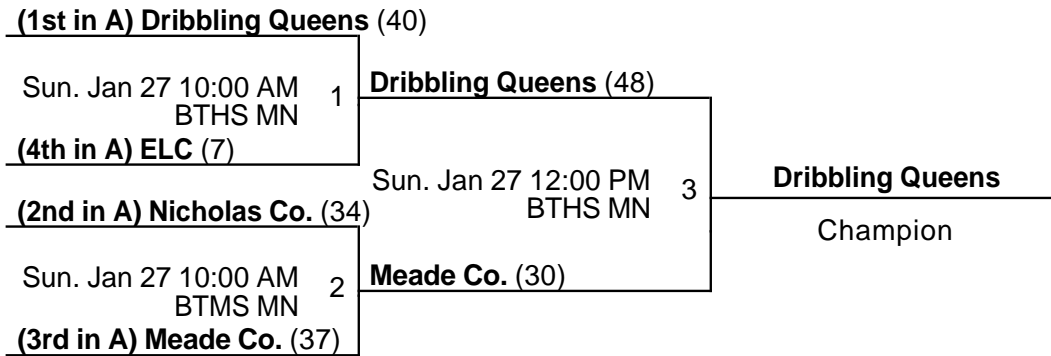 (1st in A) Dribbling Queens (40)
Sun. Jan 27 10:00 AM 1
BTHS MN
Dribbling Queens (48)
(4th in A) ELC (7)
Sun. Jan 27 12:00 PM 3
BTHS MN
Dribbling Queens
Champion
(2nd in A) Nicholas Co. (34)
Sun. Jan 27 10:00 AM 2
BTMS MN
Meade Co. (30)
(3rd in A) Meade Co. (37)